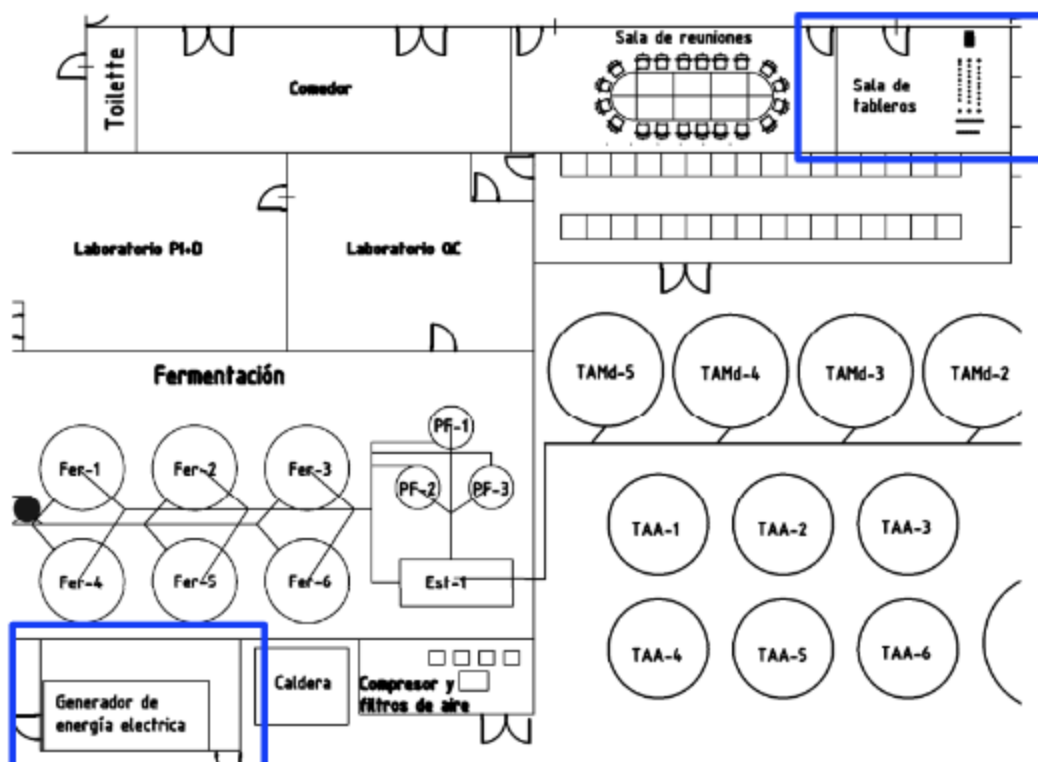 Toilette
Comedor
Sala de reuniones
Sala de
tableros
Laboratorio PI+D
Laboratorio QC
Fermentación
TAMd-5
TAMd-4
TAMd-3
TAMd-2
PF-1
Fer-1
Fer-2
Fer-3
PF-2
PF-3
TAA-1
TAA-2
TAA-3
Fer-4
Fer-5
Fer-6
Est-1
TAA-4
TAA-5
TAA-6
Generador de
energía electrica
Caldera
Compresor y
filtros de aire